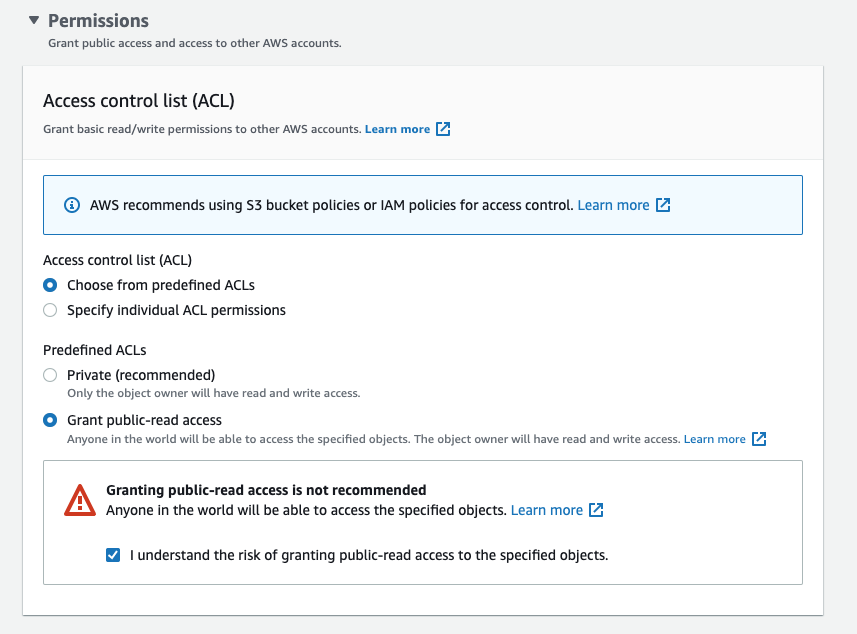 Permissions
Grant public access and access to other AWS accounts.
Access control list (ACL)
Grant basic read/write permissions to other AWS accounts. Learn more
AWS recommends using S3 bucket policies or IAM policies for access control. Learn more
Access control list (ACL)
Choose from predefined ACLs
Specify individual ACL permissions
Predefined ACLs
Private (recommended)
Only the object owner will have read and write access.
Grant public-read access
Anyone in the world will be able to access the specified objects. The object owner will have read and write access. Learn more
Granting public-read access is not recommended
Anyone in the world will be able to access the specified objects. Learn more
I understand the risk of granting public-read access to the specified objects.